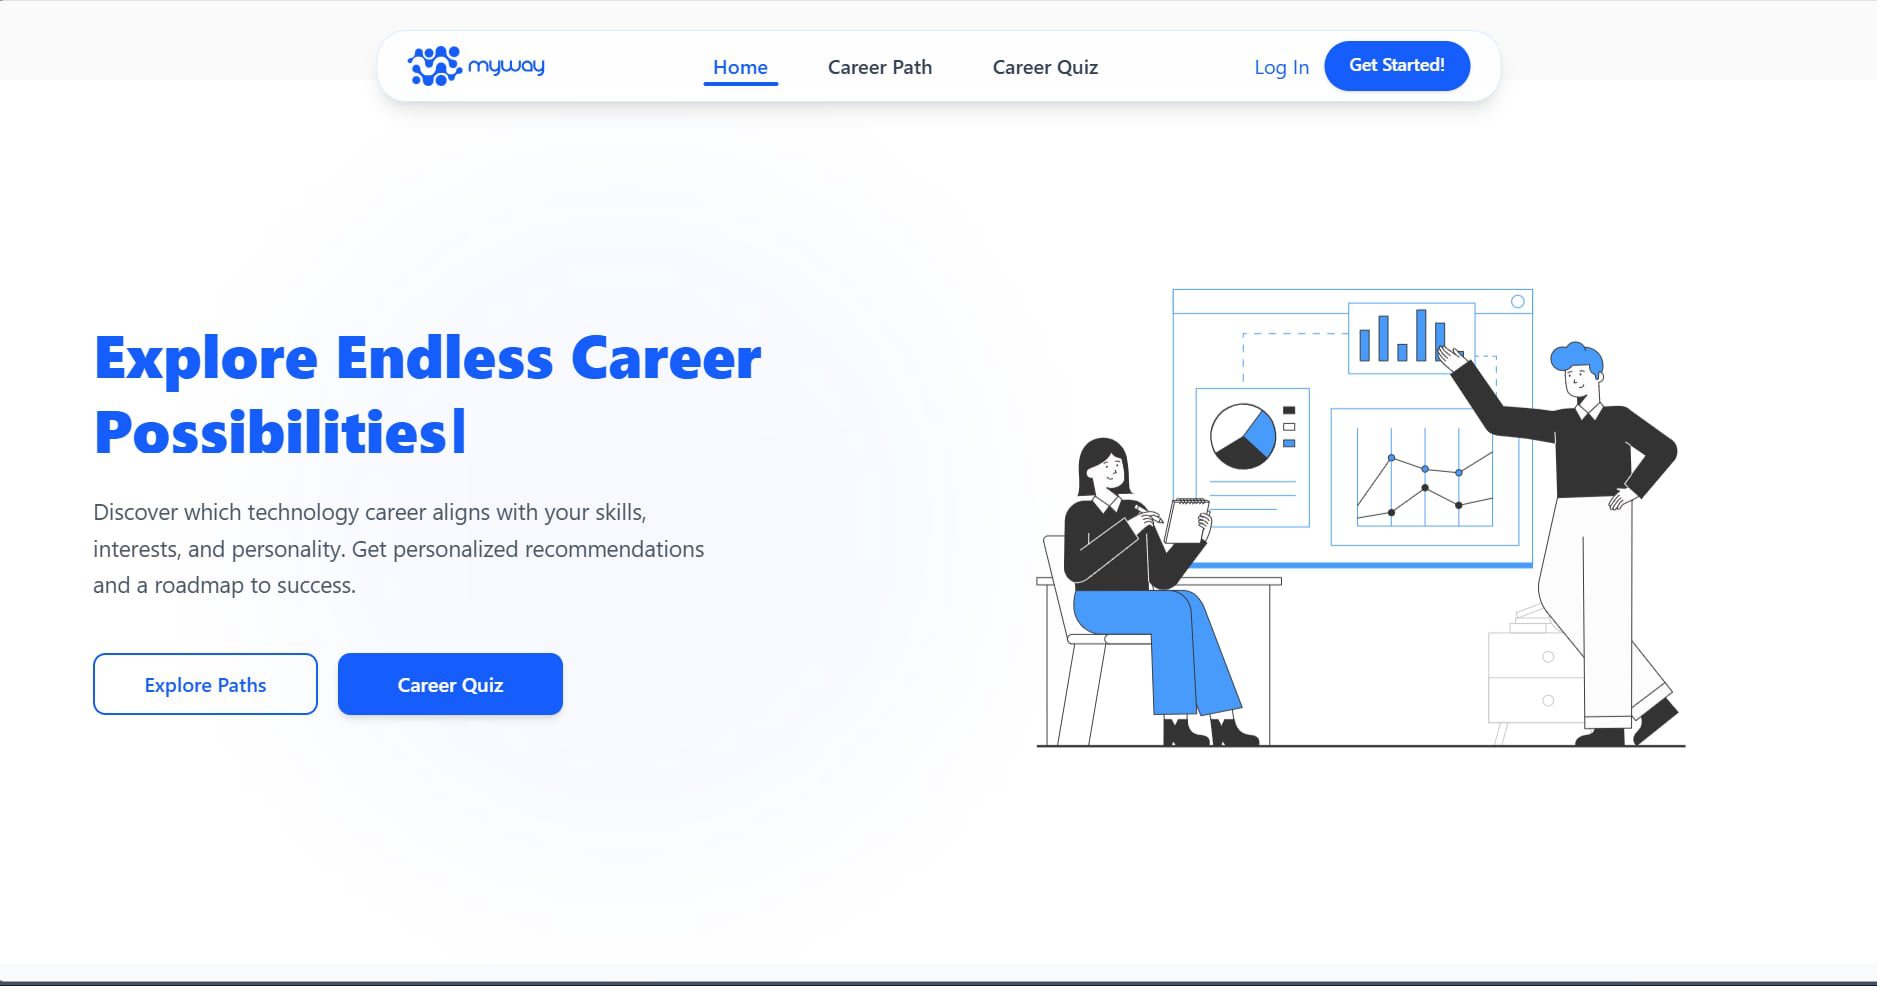 myway
Home
Career Path
Career Quiz
Log In
Get Started!
Explore Endless Career
Possibilities|
Discover which technology career aligns with your skills,
interests, and personality. Get personalized recommendations
and a roadmap to success.
Explore Paths
Career Quiz